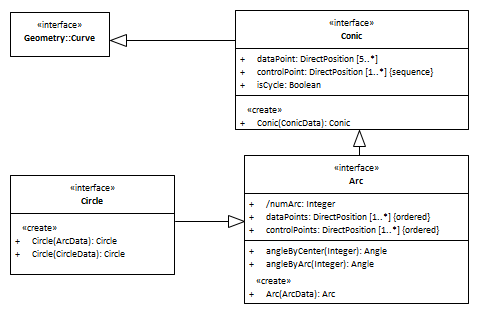 «interface»
Geometry::Curve
«interface»
Conic
+ dataPoint: DirectPosition [5..*]
+ controlPoint: DirectPosition [1..*] {sequence}
+ isCycle: Boolean
«create»
+ Conic(ConicData): Conic
«interface»
Arc
+ /numArc: Integer
+ dataPoints: DirectPosition [1..*] {ordered}
+ controlPoints: DirectPosition [1..*] {ordered}
+ angleByCenter(Integer): Angle
+ angleByArc(Integer): Angle
«create»
+ Arc(ArcData): Arc
«interface»
Circle
«create»
+ Circle(ArcData): Circle
+ Circle(CircleData): Circle